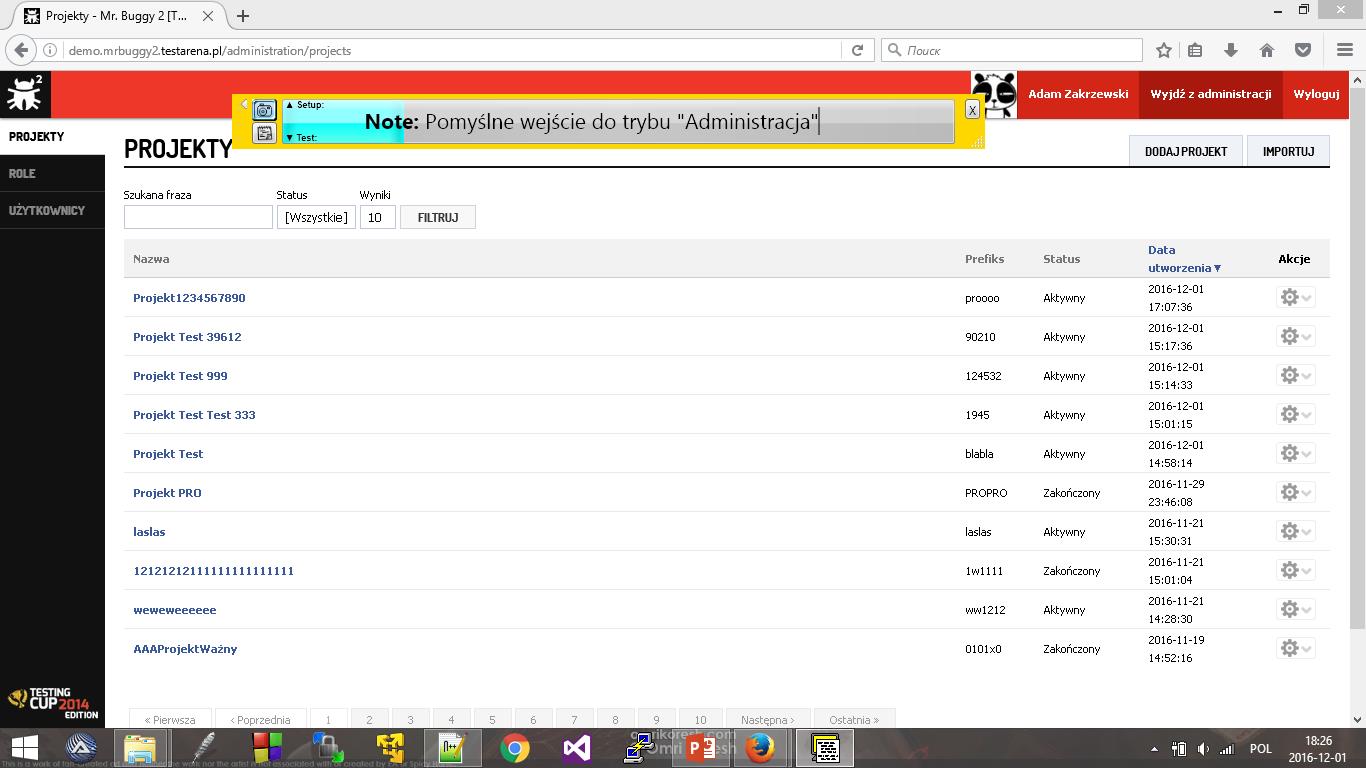 Projekty - Mr. Buggy 2 [T...
demo.mrbuggy2.testarena.pl/administration/projects
Поиск
2
Adam Zakrzewski
Wyjdź z administracji
Wyloguj
▲ Setup:
Note: Pomyślne wejście do trybu "Administracja"
▼ Test:
X
PROJEKTY
ROLE
UŻYTKOWNICY
PROJEKTY
DODAJ PROJEKT
IMPORTUJ
Szukana fraza Status Wyniki
[Wszystkie] 10 FILTRUJ
Nazwa Prefiks Status Data utworzenia ▼ Akcje
Projekt1234567890 proooo Aktywny 2016-12-01 17:07:36
Projekt Test 39612 90210 Aktywny 2016-12-01 15:17:36
Projekt Test 999 124532 Aktywny 2016-12-01 15:14:33
Projekt Test Test 333 1945 Aktywny 2016-12-01 15:01:15
Projekt Test blabla Aktywny 2016-12-01 14:58:14
Projekt PRO PROPRO Zakończony 2016-11-29 23:46:08
laslas laslas Aktywny 2016-11-21 15:30:31
12121212111111111111111 1w1111 Zakończony 2016-11-21 15:01:04
weweweeeeee ww1212 Aktywny 2016-11-21 14:28:30
AAAProjektWażny 0101x0 Zakończony 2016-11-19 14:52:16
« Pierwsza ‹ Poprzednia 1 2 3 4 5 6 7 8 9 10 Następna › Ostatnia »
TESTING
CUP 2014
EDITION
POL
18:26
2016-12-01